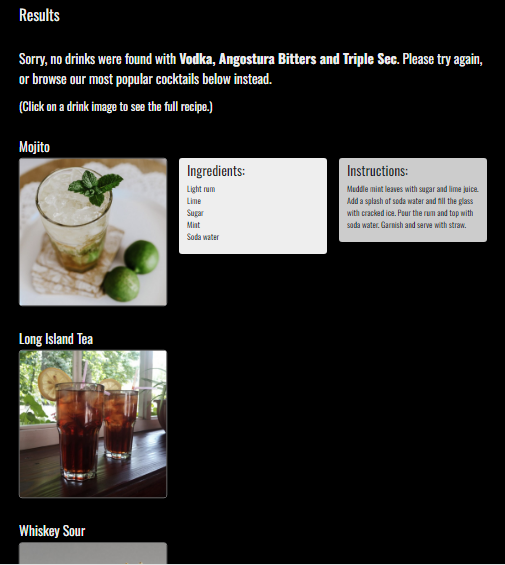 Results
Sorry, no drinks were found with Vodka, Angostura Bitters and Triple Sec. Please try again,
or browse our most popular cocktails below instead.
(Click on a drink image to see the full recipe.)
Mojito
Ingredients:
Light rum
Lime
Sugar
Mint
Soda water
Instructions:
Muddle mint leaves with sugar and lime juice.
Add a splash of soda water and fill the glass
with cracked ice. Pour the rum and top with
soda water. Garnish and serve with straw.
Long Island Tea
Whiskey Sour